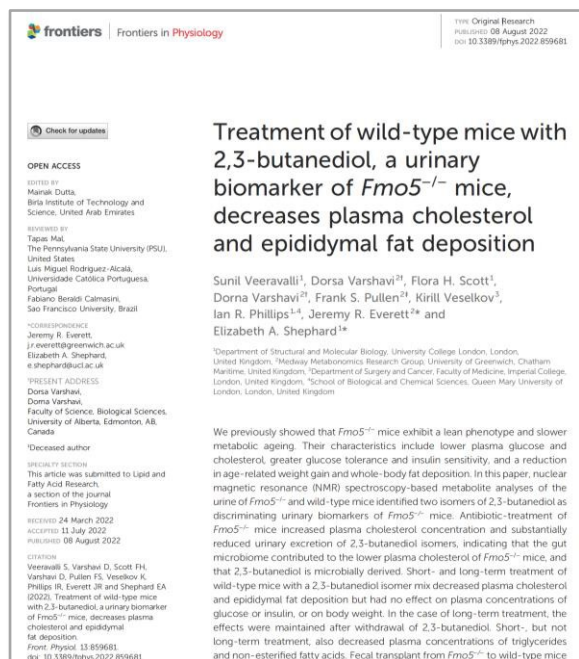 frontiers | Frontiers in Physiology
TYPE Original Research
PUBLISHED 08 August 2022
DOI 10.3389/fphys.2022.859681
Check for updates
OPEN ACCESS
EDITED BY
Mainak Dutta,
Birla Institute of Technology and
Science, United Arab Emirates
REVIEWED BY
Tapas Mal,
The Pennsylvania State University (PSU),
United States
Luis Miguel Rodriguez-Alcalá,
Universidade Católica Portuguesa,
Portugal
Fabiano Beraldi Calmasini,
Sao Francisco University, Brazil
*CORRESPONDENCE
Jeremy R. Everett,
j.r.everett@greenwich.ac.uk
Elizabeth A. Shephard,
e.shephard@ucl.ac.uk
†PRESENT ADDRESS
Dorsa Varshavi,
Dorna Varshavi,
Faculty of Science, Biological Sciences,
University of Alberta, Edmonton, AB,
Canada
‡Deceased author
SPECIALTY SECTION
This article was submitted to Lipid and
Fatty Acid Research,
a section of the journal
Frontiers in Physiology
RECEIVED 24 March 2022
ACCEPTED 11 July 2022
PUBLISHED 08 August 2022
CITATION
Veeravalli S, Varshavi D, Scott FH,
Varshavi D, Pullen FS, Veselkov K,
Phillips IR, Everett JR and Shephard EA
(2022), Treatment of wild-type mice
with 2,3-butanediol, a urinary biomarker
of Fmo5−/− mice, decreases plasma
cholesterol and epididymal
fat deposition.
Front. Physiol. 13:859681.
doi: 10.3389/fphys.2022.859681
Treatment of wild-type mice with
2,3-butanediol, a urinary
biomarker of Fmo5−/− mice,
decreases plasma cholesterol
and epididymal fat deposition
Sunil Veeravalli1, Dorsa Varshavi2†, Flora H. Scott1,
Dorna Varshavi2†, Frank S. Pullen2‡, Kirill Veselkov3,
Ian R. Phillips1,4, Jeremy R. Everett2* and
Elizabeth A. Shephard1*
1Department of Structural and Molecular Biology, University College London, London,
United Kingdom, 2Medway Metabonomics Research Group, University of Greenwich, Chatham
Maritime, United Kingdom, 3Department of Surgery and Cancer, Faculty of Medicine, Imperial College,
London, United Kingdom, 4School of Biological and Chemical Sciences, Queen Mary University of
London, London, United Kingdom
We previously showed that Fmo5−/− mice exhibit a lean phenotype and slower
metabolic ageing. Their characteristics include lower plasma glucose and
cholesterol, greater glucose tolerance and insulin sensitivity, and a reduction
in age-related weight gain and whole-body fat deposition. In this paper, nuclear
magnetic resonance (NMR) spectroscopy-based metabolite analyses of the
urine of Fmo5−/− and wild-type mice identified two isomers of 2,3-butanediol as
discriminating urinary biomarkers of Fmo5−/− mice. Antibiotic-treatment of
Fmo5−/− mice increased plasma cholesterol concentration and substantially
reduced urinary excretion of 2,3-butanediol isomers, indicating that the gut
microbiome contributed to the lower plasma cholesterol of Fmo5−/− mice, and
that 2,3-butanediol is microbially derived. Short- and long-term treatment of
wild-type mice with a 2,3-butanediol isomer mix decreased plasma cholesterol
and epididymal fat deposition but had no effect on plasma concentrations of
glucose or insulin, or on body weight. In the case of long-term treatment, the
effects were maintained after withdrawal of 2,3-butanediol. Short-, but not
long-term treatment, also decreased plasma concentrations of triglycerides
and non-esterified fatty acids. Fecal transplant from Fmo5−/− to wild-type mice